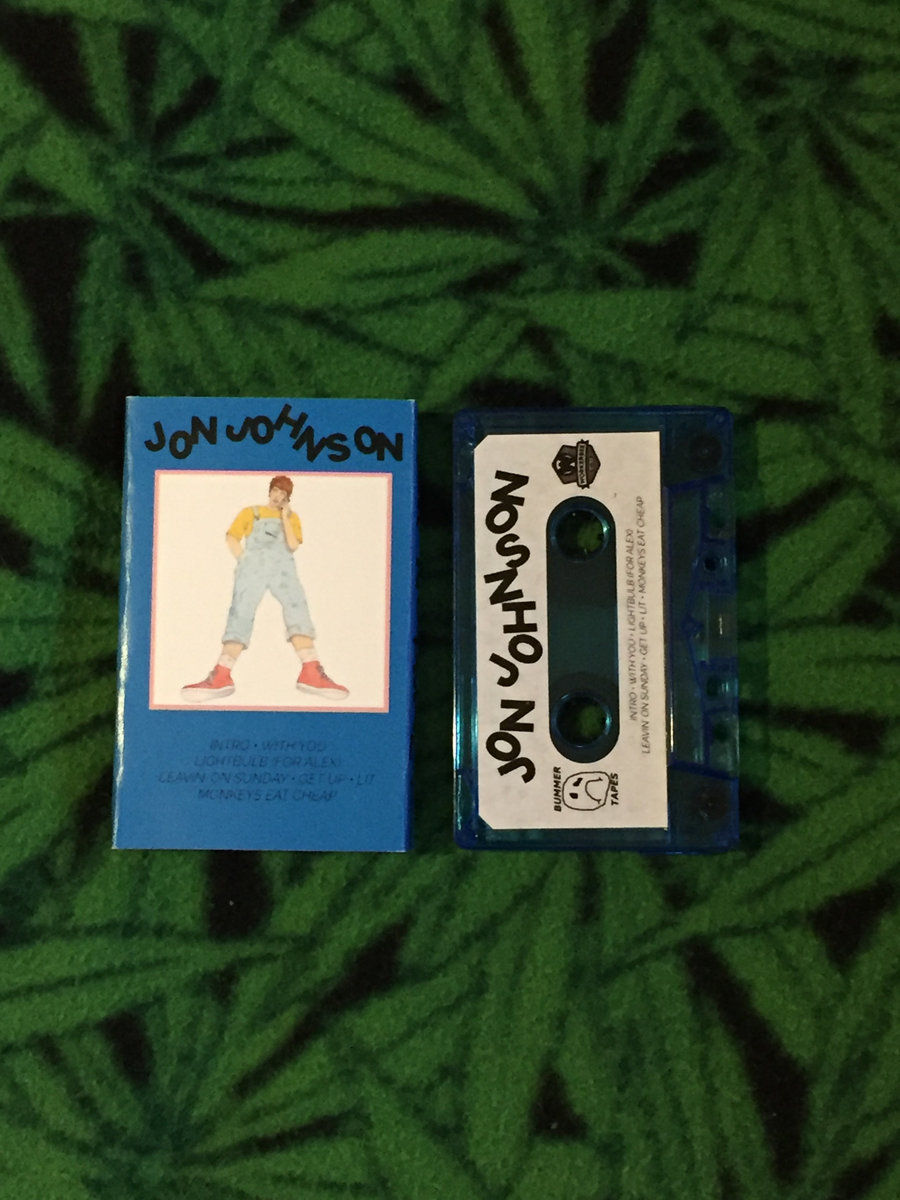 JON JOHNSON
INTRO • WITH YOU
LIGHTBULB (FOR ALEX)
LEAVIN' ON SUNDAY • GET UP • LIT
MONKEYS EAT CHEAP
JON JOHNSON
INTRO • WITH YOU • LIGHTBULB (FOR ALEX)
LEAVIN' ON SUNDAY • GET UP • LIT • MONKEYS EAT CHEAP
BUMMER
TAPES